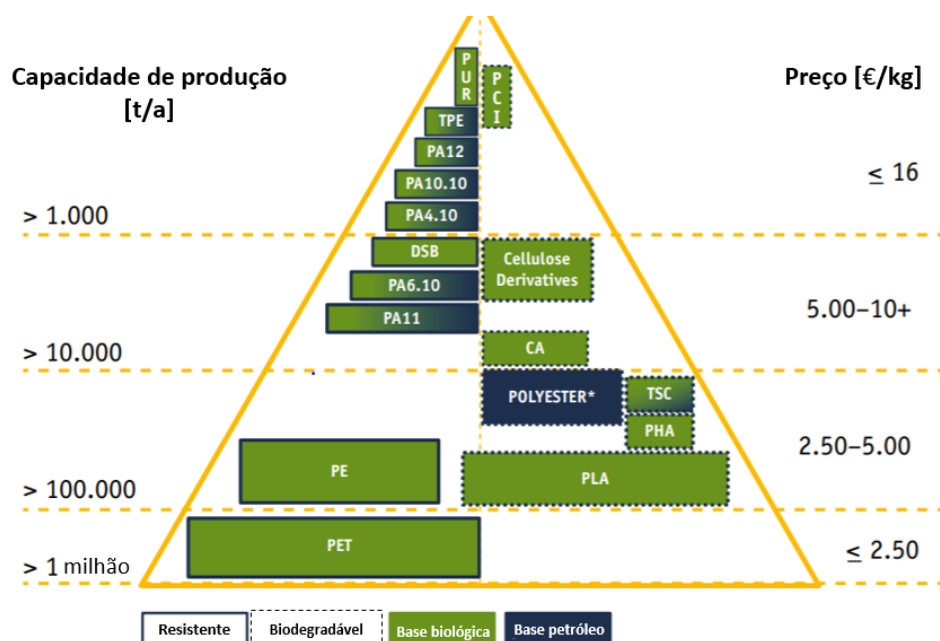 Capacidade de produção
[t/a]
Preço [€/kg]
P
U
R
P
C
I
TPE
PA12
PA10.10
PA4.10
≤ 16
> 1.000
DSB
Cellulose
Derivatives
PA6.10
PA11
5.00–10+
CA
> 10.000
POLYESTER*
TSC
PHA
2.50–5.00
PE
PLA
> 100.000
PET
≤ 2.50
> 1 milhão
Resistente
Biodegradável
Base biológica
Base petróleo